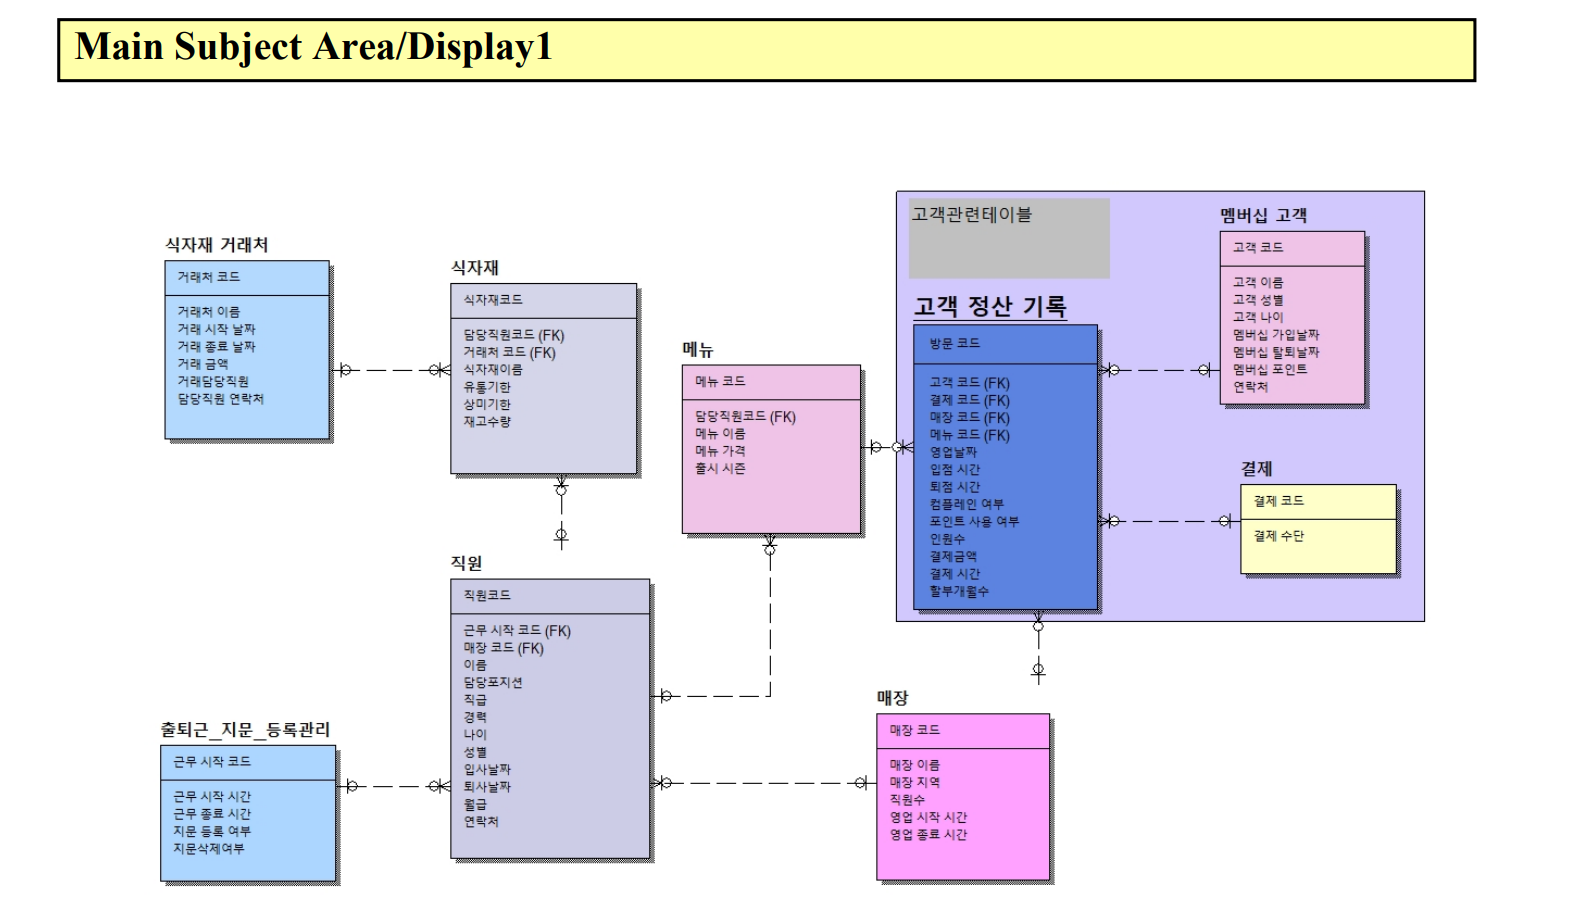 Main Subject Area/Display1
식자재 거래처
거래처 코드
거래처 이름
거래 시작 날짜
거래 종료 날짜
거래 금액
거래담당직원
담당직원 연락처
식자재
식자재코드
담당직원코드 (FK)
거래처 코드 (FK)
식자재이름
유통기한
상미기한
재고수량
메뉴
메뉴 코드
담당직원코드 (FK)
메뉴 이름
메뉴 가격
출시 시즌
고객관련테이블
고객 정산 기록
방문 코드
고객 코드 (FK)
결제 코드 (FK)
매장 코드 (FK)
메뉴 코드 (FK)
영업날짜
입점 시간
퇴점 시간
컴플레인 여부
포인트 사용 여부
인원수
결제금액
결제 시간
할부개월수
멤버십 고객
고객 코드
고객 이름
고객 성별
고객 나이
멤버십 가입날짜
멤버십 탈퇴날짜
멤버십 포인트
연락처
결제
결제 코드
결제 수단
직원
직원코드
근무 시작 코드 (FK)
매장 코드 (FK)
이름
담당포지션
직급
경력
나이
성별
입사날짜
퇴사날짜
월급
연락처
출퇴근_지문_등록관리
근무 시작 코드
근무 시작 시간
근무 종료 시간
지문 등록 여부
지문삭제여부
매장
매장 코드
매장 이름
매장 지역
직원수
영업 시작 시간
영업 종료 시간